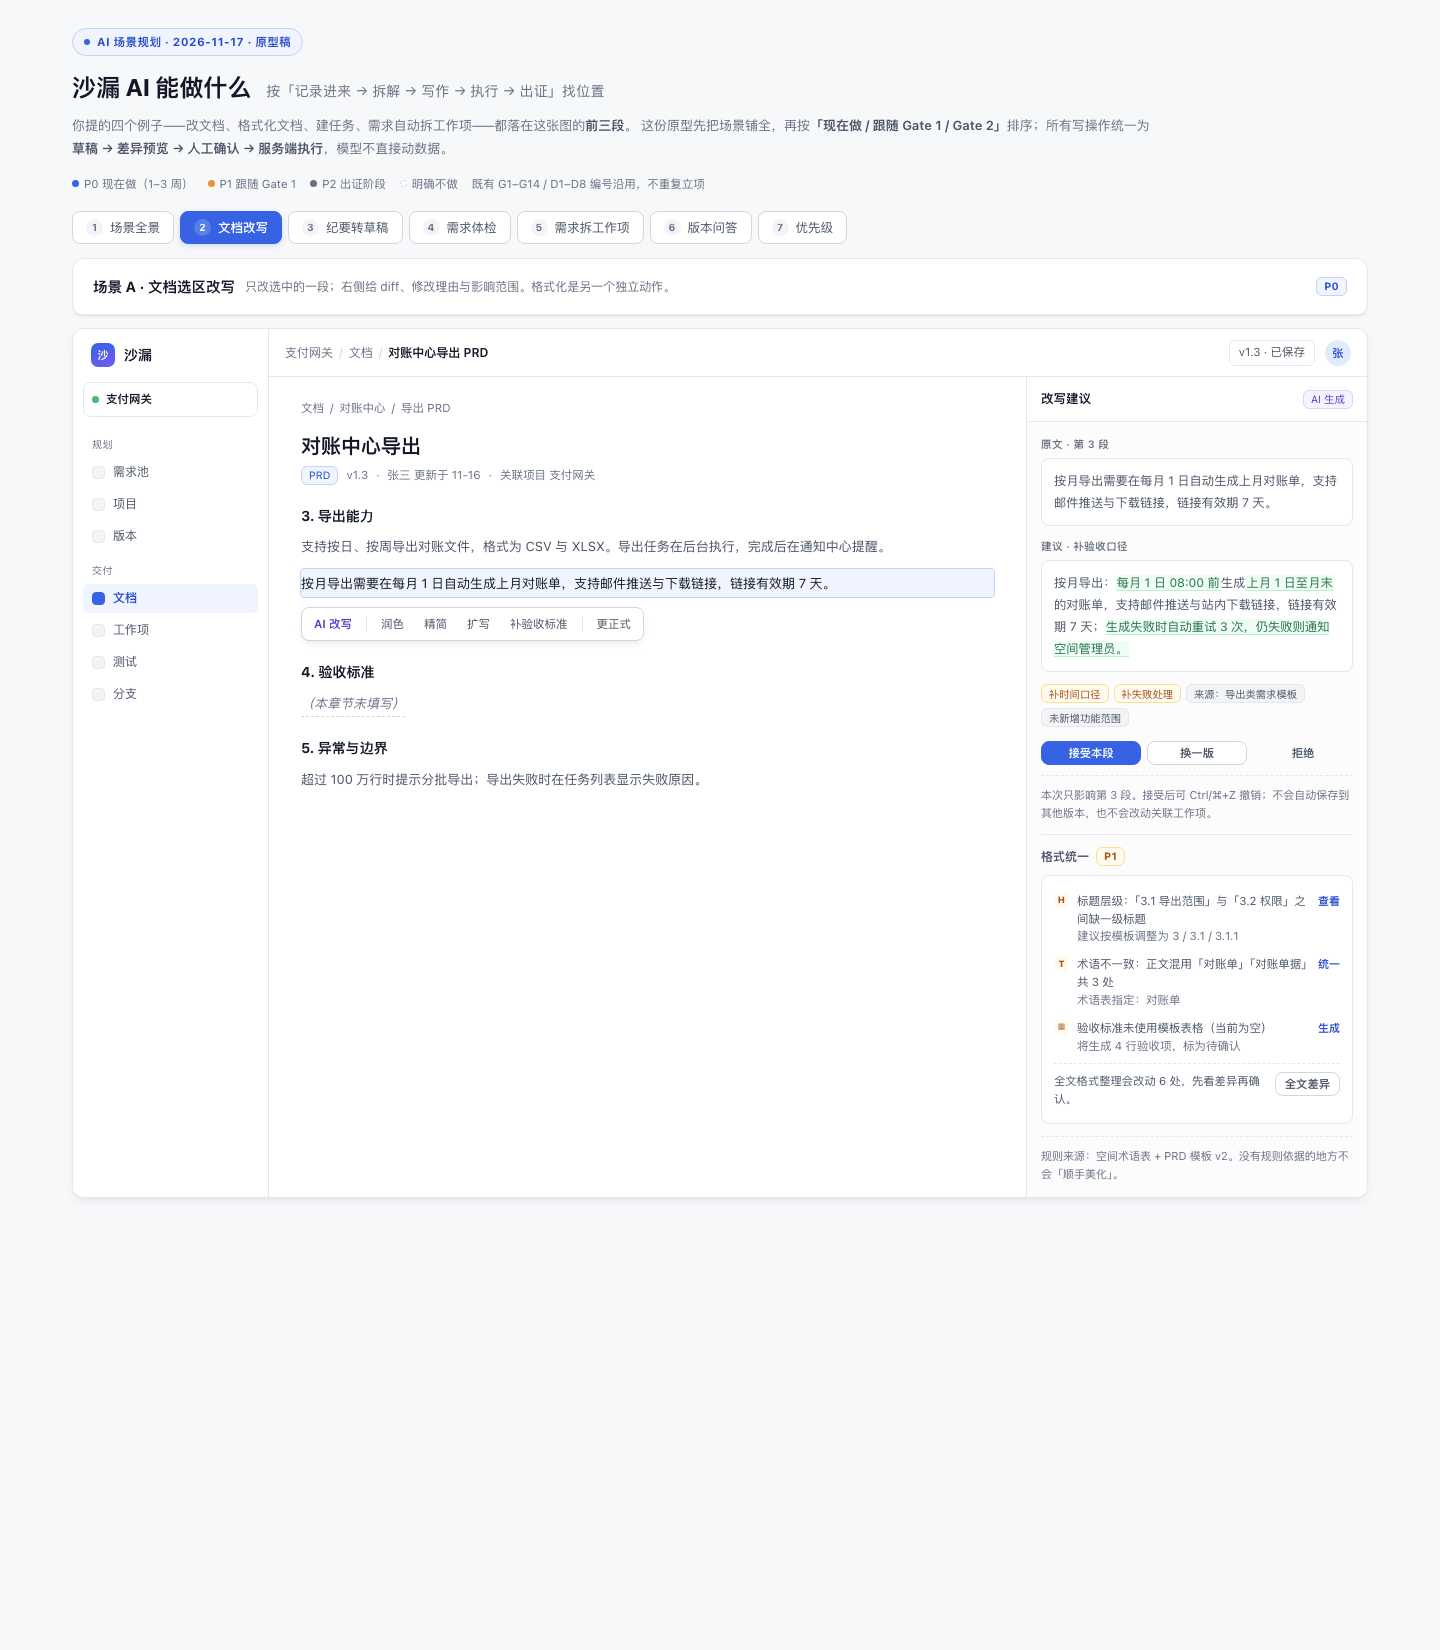 AI 场景规划 · 2026-11-17 · 原型稿
沙漏 AI 能做什么 按「记录进来 → 拆解 → 写作 → 执行 → 出证」找位置
你提的四个例子——改文档、格式化文档、建任务、需求自动拆工作项——都落在这张图的前三段。 这份原型先把场景铺全，再按「现在做 / 跟随 Gate 1 / Gate 2」排序；所有写操作统一为
草稿 → 差异预览 → 人工确认 → 服务端执行，模型不直接动数据。
P0 现在做（1–3 周） P1 跟随 Gate 1 P2 出证阶段 明确不做 既有 G1–G14 / D1–D8 编号沿用，不重复立项
1 场景全景 2 文档改写 3 纪要转草稿 4 需求体检 5 需求拆工作项 6 版本问答 7 优先级
场景 A · 文档选区改写 只改选中的一段；右侧给 diff、修改理由与影响范围。格式化是另一个独立动作。 P0
沙 沙漏
支付网关
规划
需求池
项目
版本
交付
文档
工作项
测试
分支
支付网关 / 文档 / 对账中心导出 PRD v1.3 · 已保存 张
文档 / 对账中心 / 导出 PRD
对账中心导出
PRD v1.3 · 张三 更新于 11-16 · 关联项目 支付网关
3. 导出能力
支持按日、按周导出对账文件，格式为 CSV 与 XLSX。导出任务在后台执行，完成后在通知中心提醒。
按月导出需要在每月 1 日自动生成上月对账单，支持邮件推送与下载链接，链接有效期 7 天。
AI 改写 润色 精简 扩写 补验收标准 更正式
4. 验收标准
（本章节未填写）
5. 异常与边界
超过 100 万行时提示分批导出；导出失败时在任务列表显示失败原因。
改写建议 AI 生成
原文 · 第 3 段
按月导出需要在每月 1 日自动生成上月对账单，支持
邮件推送与下载链接，链接有效期 7 天。
建议 · 补验收口径
按月导出：每月 1 日 08:00 前生成上月 1 日至月末
的对账单，支持邮件推送与站内下载链接，链接有效
期 7 天；生成失败时自动重试 3 次，仍失败则通知
空间管理员。
补时间口径 补失败处理 来源：导出类需求模板
未新增功能范围
接受本段 换一版 拒绝
本次只影响第 3 段。接受后可 Ctrl/⌘+Z 撤销；不会自动保存到
其他版本，也不会改动关联工作项。
格式统一 P1
H 标题层级：「3.1 导出范围」与「3.2 权限」之 查看
间缺一级标题
建议按模板调整为 3 / 3.1 / 3.1.1
T 术语不一致：正文混用「对账单」「对账单据」 统一
共 3 处
术语表指定：对账单
▦ 验收标准未使用模板表格（当前为空） 生成
将生成 4 行验收项，标为待确认
全文格式整理会改动 6 处，先看差异再确 全文差异
认。
规则来源：空间术语表 + PRD 模板 v2。没有规则依据的地方不
会「顺手美化」。